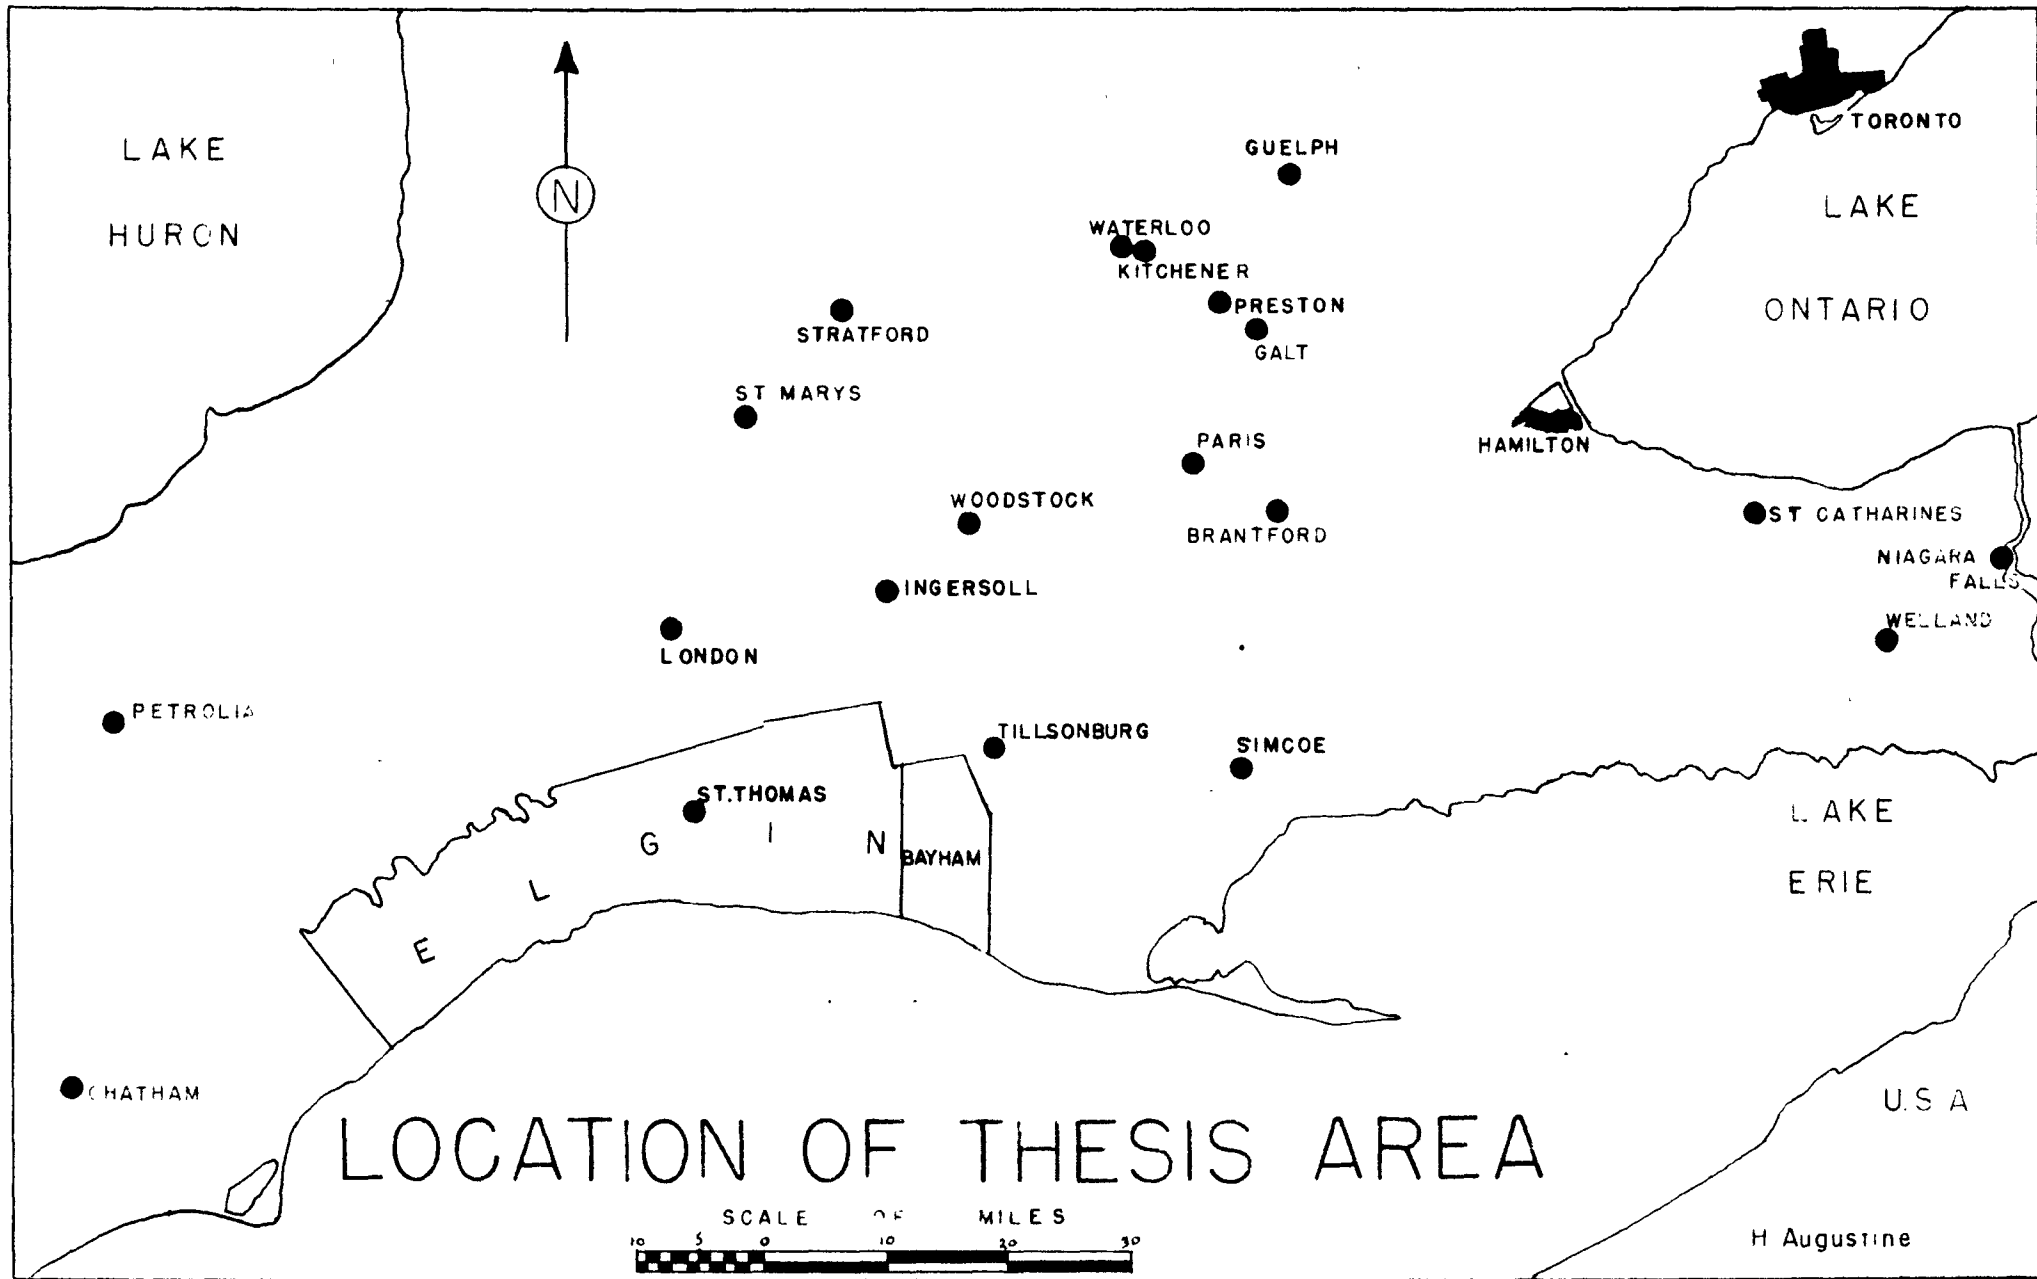 TORONTO
GUELPH
LAKE
HURON
N
LAKE
ONTARIO
WATERLOO
KITCHENER
PRESTON
GALT
STRATFORD
ST MARYS
HAMILTON
PARIS
WOODSTOCK
BRANTFORD
ST CATHARINES
NIAGARA
FALLS
INGERSOLL
WELLAND
LONDON
PETROLIA
TILLSONBURG
SIMCOE
ST.THOMAS
ELGIN
BAYHAM
LAKE
ERIE
CHATHAM
U.S A
LOCATION OF THESIS AREA
SCALE OF MILES
10 5 0 10 20 30
H Augustine